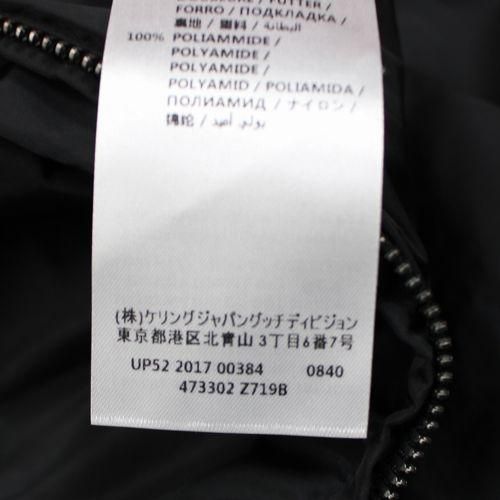 FORRO / ПОДКЛАДКА /
裏地 / 裏料 / البطانة
100% POLIAMMIDE /
POLYAMIDE /
POLYAMIDE /
POLYAMID / POLIAMIDA /
ПОЛИАМИД / ナイロン /
锦纶 / بولي أميد
(株)ケリングジャパングッチディビジョン
東京都港区北青山 3丁目6番7号
UP52 2017 00384 0840
473302 Z719B